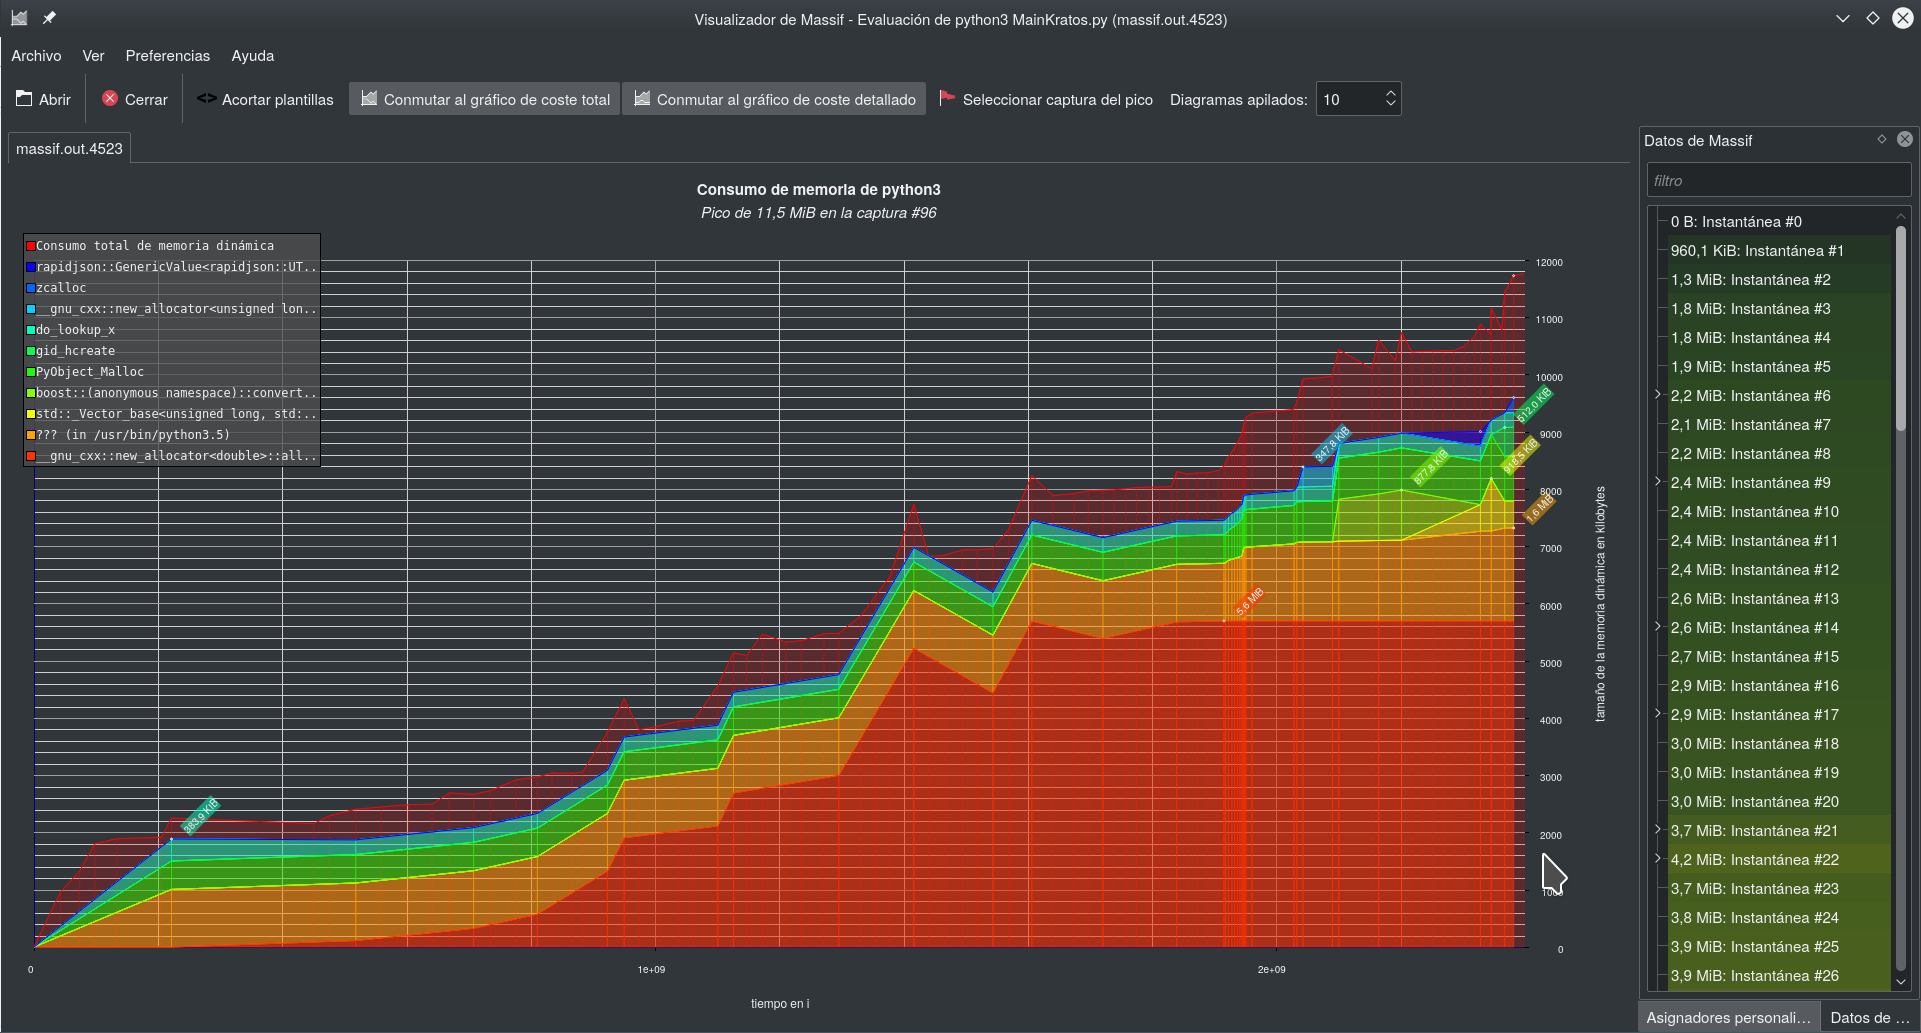 Visualizador de Massif - Evaluación de python3 MainKratos.py (massif.out.4523)
Archivo Ver Preferencias Ayuda
Abrir Cerrar <> Acortar plantillas Conmutar al gráfico de coste total Conmutar al gráfico de coste detallado Seleccionar captura del pico Diagramas apilados: 10
massif.out.4523
Consumo de memoria de python3
Pico de 11,5 MiB en la captura #96
Consumo total de memoria dinámica
rapidjson::GenericValue<rapidjson::UT..
zcalloc
__gnu_cxx::new_allocator<unsigned lon..
do_lookup_x
gid_hcreate
PyObject_Malloc
boost::(anonymous namespace)::convert..
std::_Vector_base<unsigned long, std:..
??? (in /usr/bin/python3.5)
__gnu_cxx::new_allocator<double>::all..
383,9 KiB
5,6 MiB
347,8 KiB
877,8 KiB
512,0 KiB
918,5 KiB
1,6 MiB
12000
11000
10000
9000
8000
7000
6000
5000
4000
3000
2000
1000
0
tamaño de la memoria dinámica en kilobytes
0 1e+09 2e+09
tiempo en i
Datos de Massif
filtro
0 B: Instantánea #0
960,1 KiB: Instantánea #1
1,3 MiB: Instantánea #2
1,8 MiB: Instantánea #3
1,8 MiB: Instantánea #4
1,9 MiB: Instantánea #5
2,2 MiB: Instantánea #6
2,1 MiB: Instantánea #7
2,2 MiB: Instantánea #8
2,4 MiB: Instantánea #9
2,4 MiB: Instantánea #10
2,4 MiB: Instantánea #11
2,4 MiB: Instantánea #12
2,6 MiB: Instantánea #13
2,6 MiB: Instantánea #14
2,7 MiB: Instantánea #15
2,9 MiB: Instantánea #16
2,9 MiB: Instantánea #17
3,0 MiB: Instantánea #18
3,0 MiB: Instantánea #19
3,0 MiB: Instantánea #20
3,7 MiB: Instantánea #21
4,2 MiB: Instantánea #22
3,7 MiB: Instantánea #23
3,8 MiB: Instantánea #24
3,9 MiB: Instantánea #25
3,9 MiB: Instantánea #26
Asignadores personali... Datos de ...